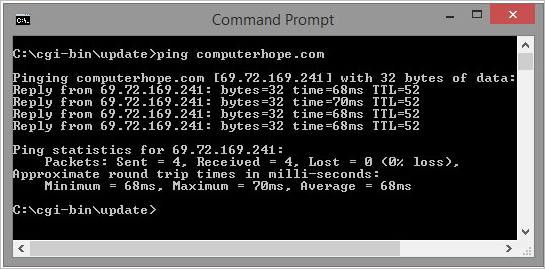 Command Prompt
C:\cgi-bin\update>ping computerhope.com
Pinging computerhope.com [69.72.169.241] with 32 bytes of data:
Reply from 69.72.169.241: bytes=32 time=68ms TTL=52
Reply from 69.72.169.241: bytes=32 time=70ms TTL=52
Reply from 69.72.169.241: bytes=32 time=68ms TTL=52
Reply from 69.72.169.241: bytes=32 time=68ms TTL=52
Ping statistics for 69.72.169.241:
    Packets: Sent = 4, Received = 4, Lost = 0 (0% loss),
Approximate round trip times in milli-seconds:
    Minimum = 68ms, Maximum = 70ms, Average = 68ms
C:\cgi-bin\update>